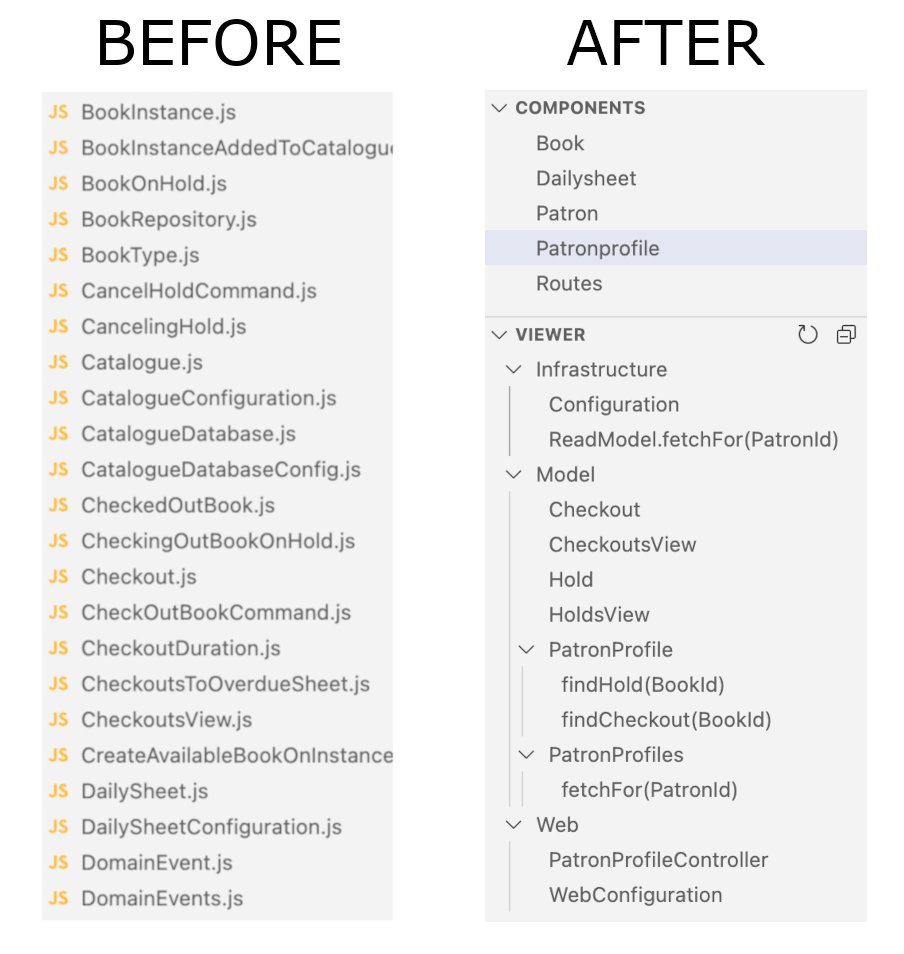 BEFORE
JS BookInstance.js
JS BookInstanceAddedToCatalogue
JS BookOnHold.js
JS BookRepository.js
JS BookType.js
JS CancelHoldCommand.js
JS CancelingHold.js
JS Catalogue.js
JS CatalogueConfiguration.js
JS CatalogueDatabase.js
JS CatalogueDatabaseConfig.js
JS CheckedOutBook.js
JS CheckingOutBookOnHold.js
JS Checkout.js
JS CheckOutBookCommand.js
JS CheckoutDuration.js
JS CheckoutsToOverdueSheet.js
JS CheckoutsView.js
JS CreateAvailableBookOnInstance
JS DailySheet.js
JS DailySheetConfiguration.js
JS DomainEvent.js
JS DomainEvents.js
AFTER
COMPONENTS
Book
Dailysheet
Patron
Patronprofile
Routes
VIEWER
Infrastructure
Configuration
ReadModel.fetchFor(PatronId)
Model
Checkout
CheckoutsView
Hold
HoldsView
PatronProfile
findHold(BookId)
findCheckout(BookId)
PatronProfiles
fetchFor(PatronId)
Web
PatronProfileController
WebConfiguration